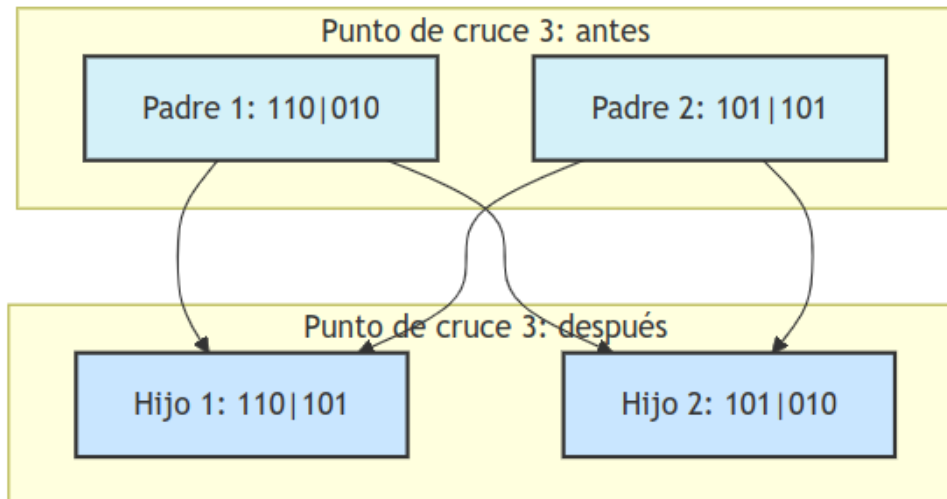 Punto de cruce 3: antes
Padre 1: 110|010
Padre 2: 101|101
Punto de cruce 3: después
Hijo 1: 110|101
Hijo 2: 101|010